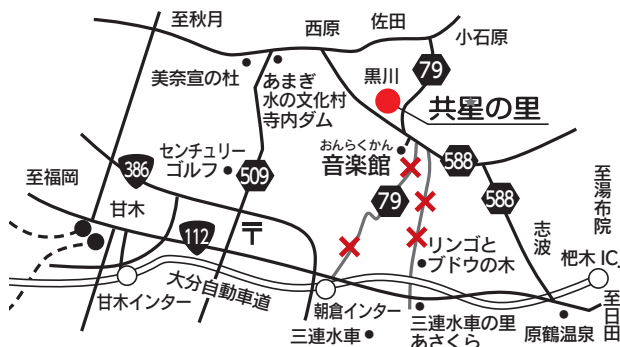 至秋月
西原
佐田
小石原
79
黒川
美奈宣の杜
あまぎ
水の文化村
寺内ダム
共星の里
おんらくかん
音楽館
センチュリー
ゴルフ
386
509
588
至福岡
甘木
79
588
至湯布院
112
〒
志波
リンゴと
ブドウの木
杷木IC
大分自動車道
甘木インター
朝倉インター
三連水車の里
あさくら
三連水車
原鶴温泉
至日田